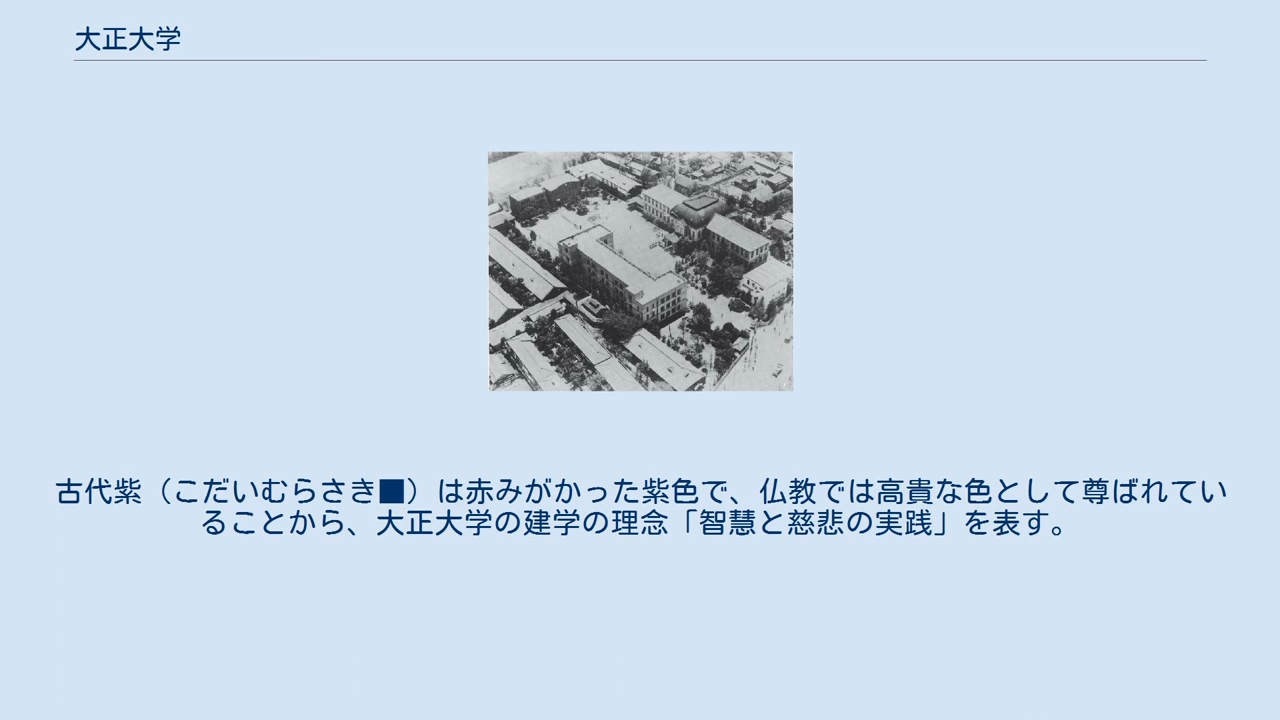 大正大学
古代紫（こだいむらさき■）は赤みがかった紫色で、仏教では高貴な色として尊ばれてい
ることから、大正大学の建学の理念「智慧と慈悲の実践」を表す。